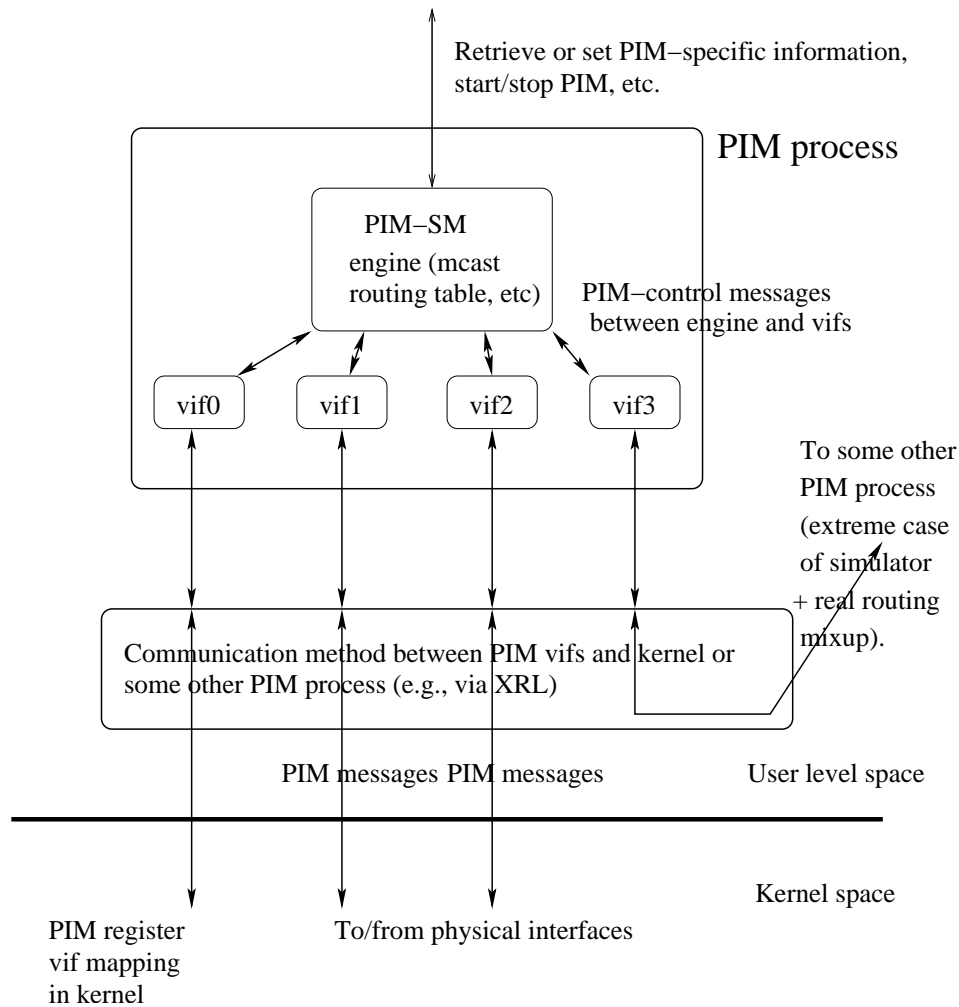 Retrieve or set PIM−specific information,
start/stop PIM, etc.
PIM process
PIM−SM
engine (mcast
routing table, etc)
PIM−control messages
between engine and vifs
vif0
vif1
vif2
vif3
To some other
PIM process
(extreme case
of simulator
+ real routing
mixup).
Communication method between PIM vifs and kernel or
some other PIM process (e.g., via XRL)
PIM messages
PIM messages
User level space
Kernel space
PIM register
vif mapping
in kernel
To/from physical interfaces